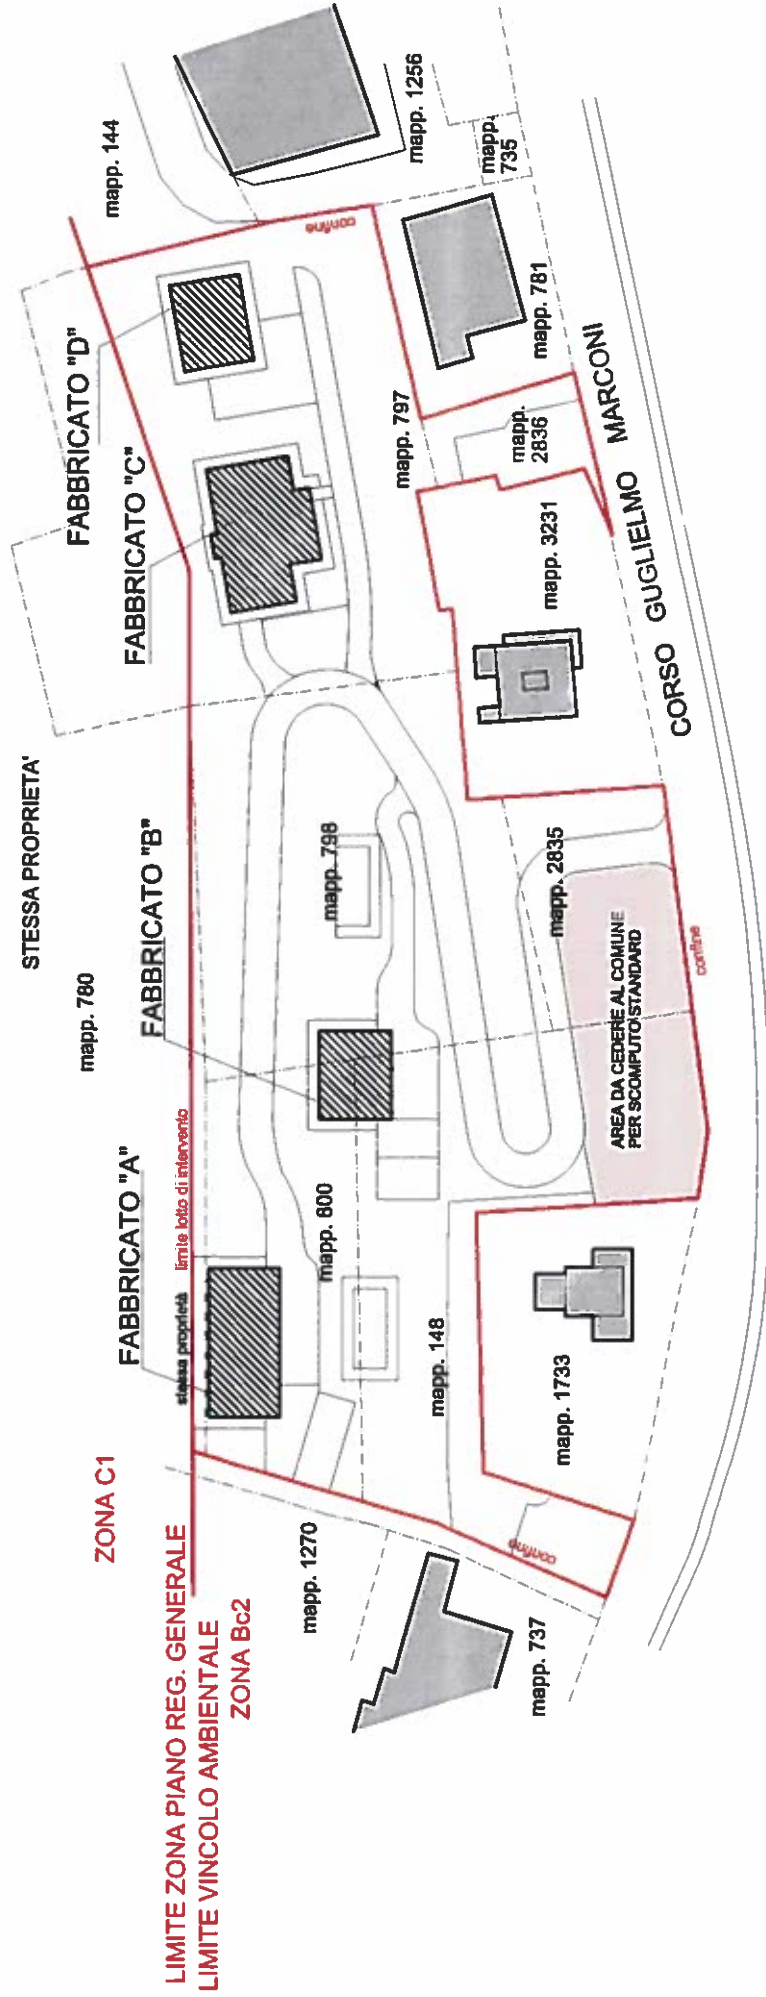 LIMITE ZONA PIANO REG. GENERALE
LIMITE VINCOLO AMBIENTALE
ZONA C1
ZONA Bc2
FABBRICATO "A"
stessa proprietà
limite lotto di intervento
mapp. 780
STESSA PROPRIETA'
FABBRICATO "B"
FABBRICATO "C"
FABBRICATO "D"
mapp. 144
mapp. 1270
mapp. 737
confine
mapp. 148
mapp. 1733
mapp. 800
mapp. 798
AREA DA CEDERE AL COMUNE
PER SCOMPUTO STANDARD
confine
mapp. 2835
mapp. 3231
mapp. 797
mapp.
2836
mapp. 781
confine
mapp.
735
mapp. 1256
CORSO GUGLIELMO MARCONI